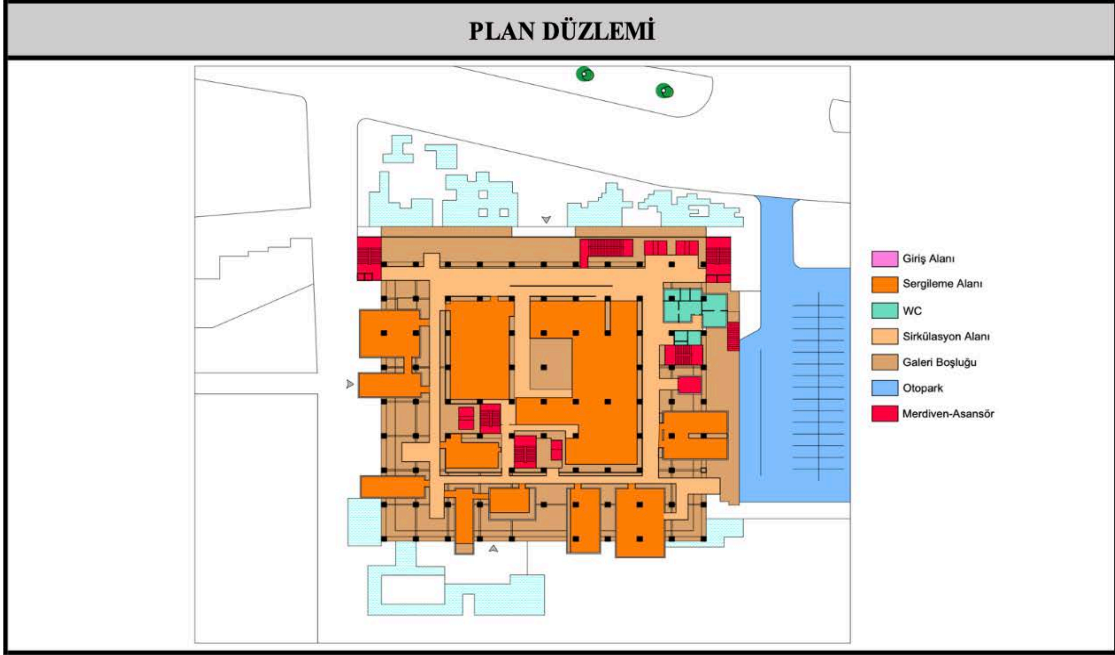 PLAN DÜZLEMİ
Giriş Alanı
Sergileme Alanı
WC
Sirkülasyon Alanı
Galeri Boşluğu
Otopark
Merdiven-Asansör